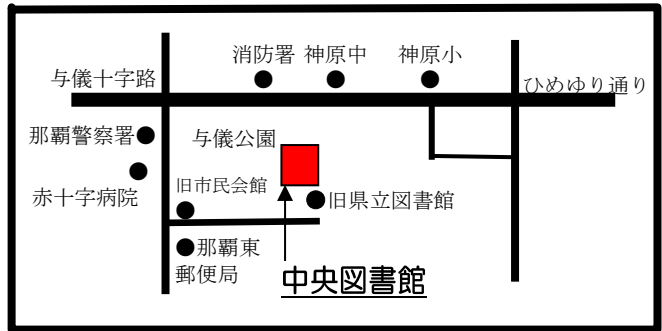 消防署
神原中
神原小
与儀十字路
ひめゆり通り
那覇警察署
与儀公園
赤十字病院
旧市民会館
旧県立図書館
那覇東
郵便局
中央図書館